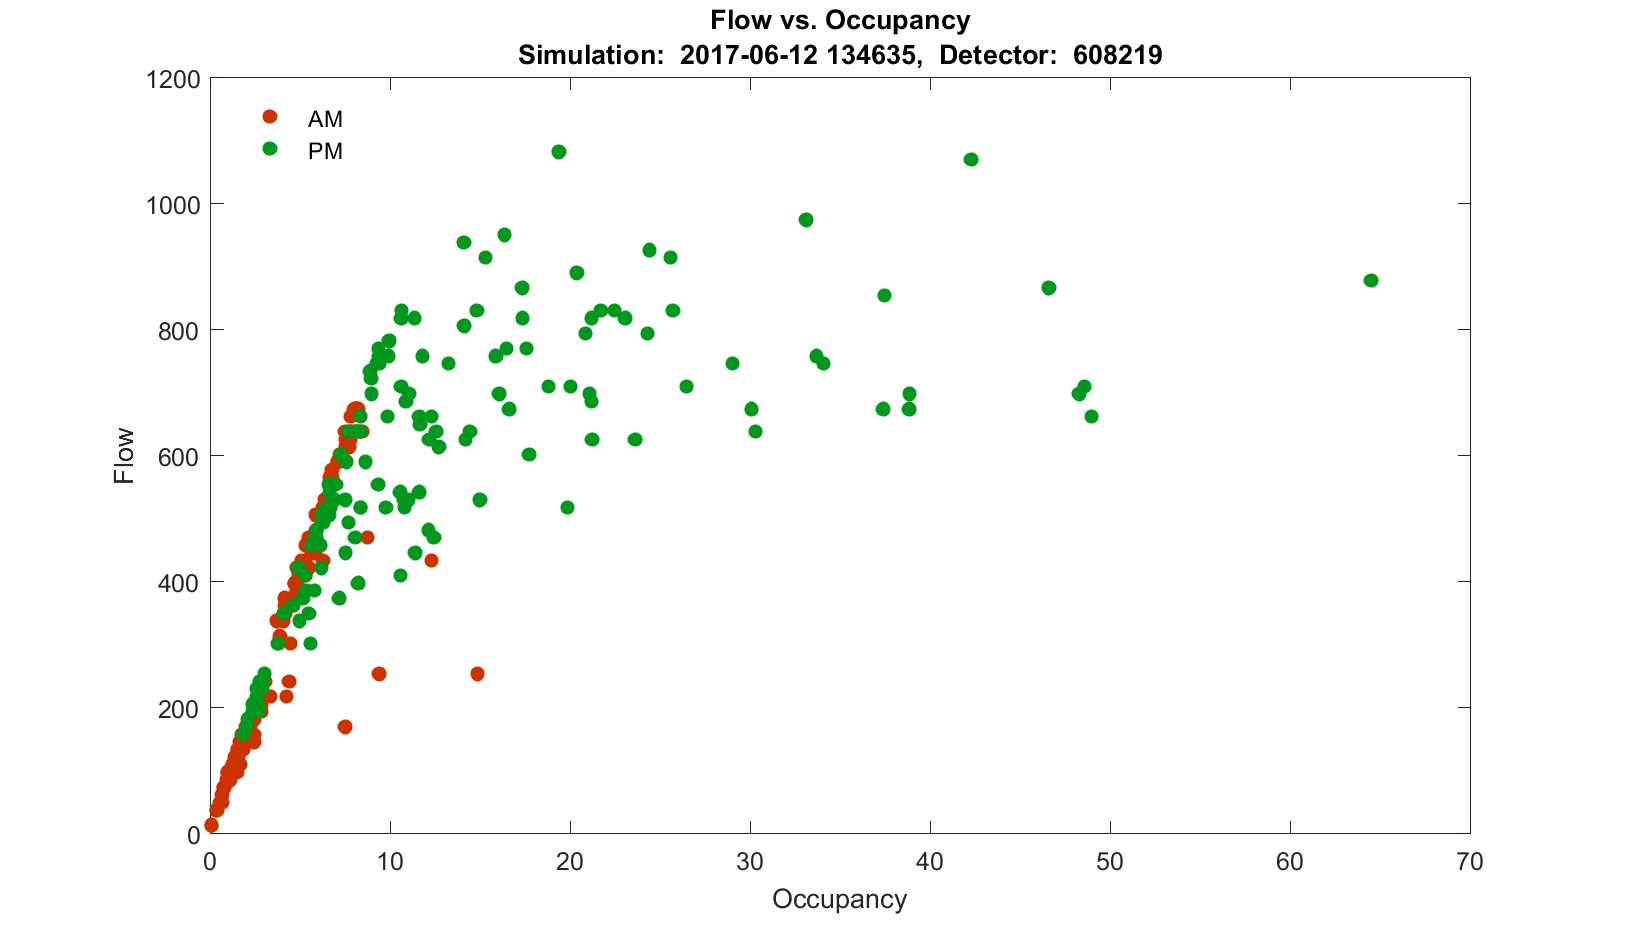 Flow vs. Occupancy
Simulation:  2017-06-12 134635,  Detector:  608219
1200
1000
800
600
400
200
0
Flow
AM
PM
0 10 20 30 40 50 60 70
Occupancy